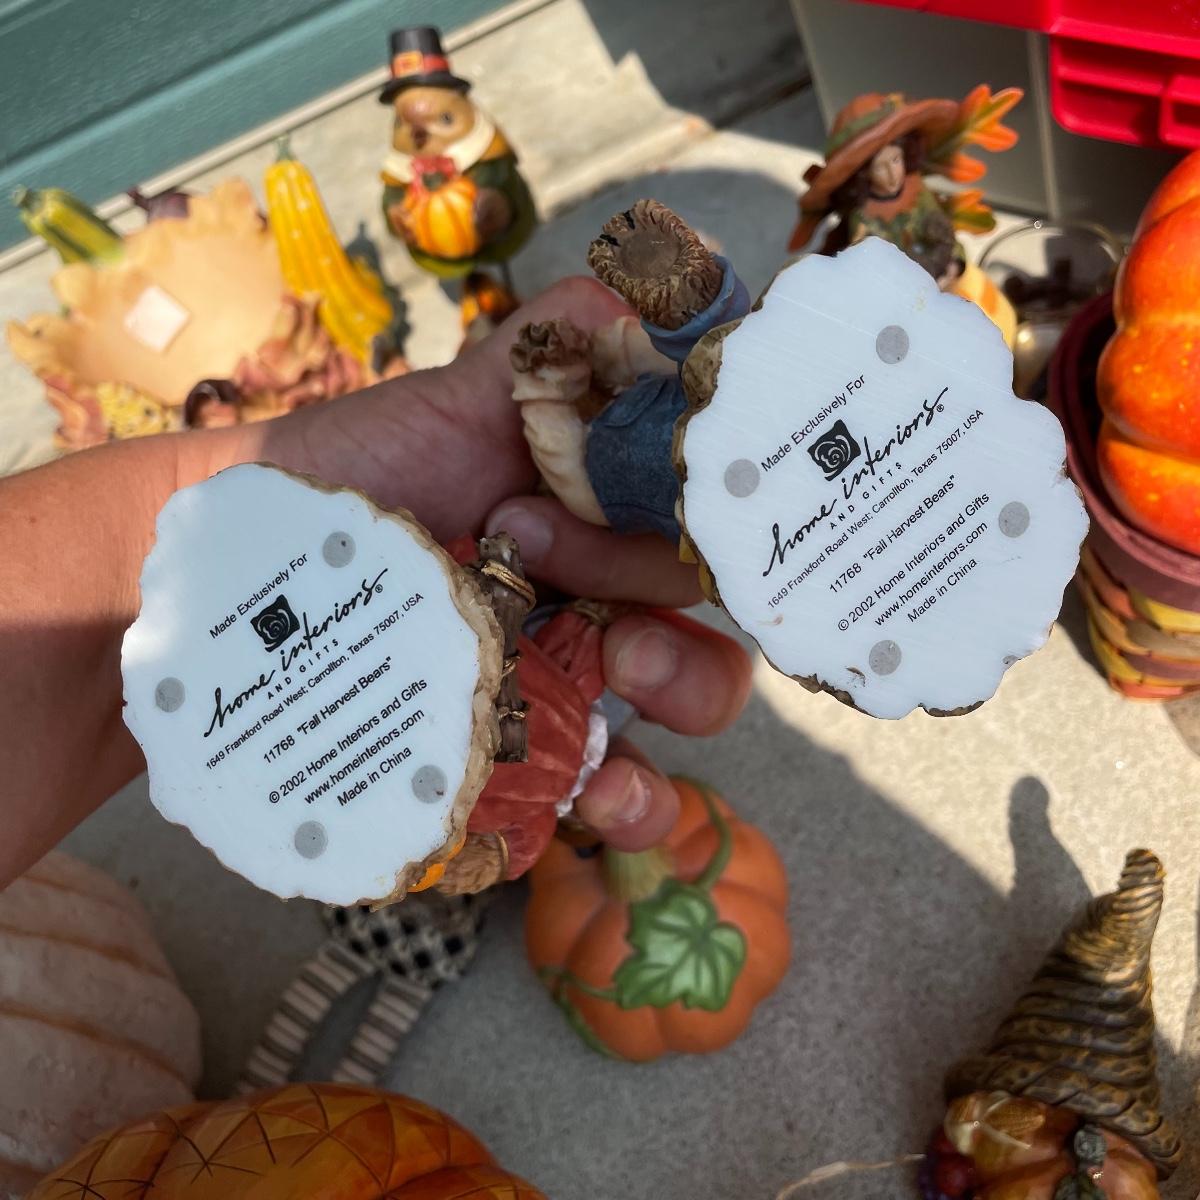 Made Exclusively For
home interiors®
AND GIFTS
1649 Frankford Road West; Carrollton, Texas 75007, USA
11768 "Fall Harvest Bears"
© 2002 Home Interiors and Gifts
www.homeinteriors.com
Made in China
Made Exclusively For
home interiors®
AND GIFTS
1649 Frankford Road West; Carrollton, Texas 75007, USA
11768 "Fall Harvest Bears"
© 2002 Home Interiors and Gifts
www.homeinteriors.com
Made in China